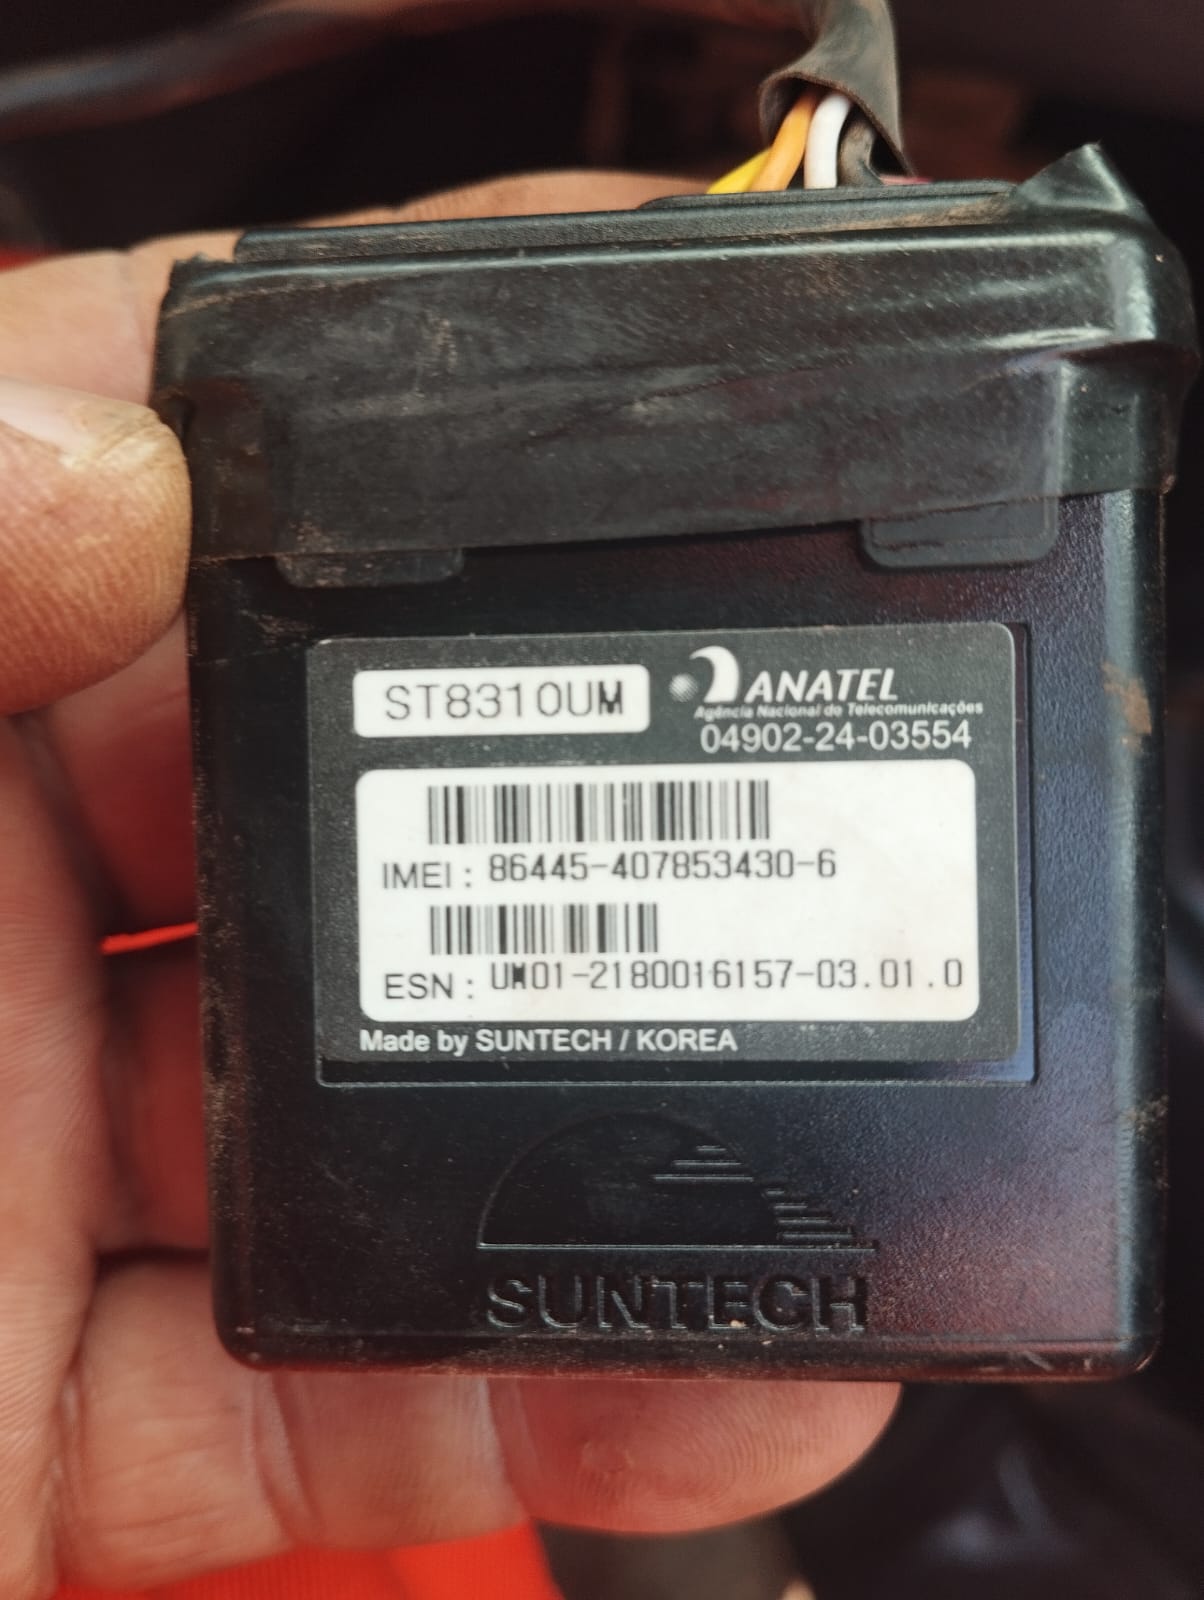 ST8310UM
ANATEL
Agência Nacional de Telecomunicações
04902-24-03554
IMEI : 86445-407853430-6
ESN : UM01-2180016157-03.01.0
Made by SUNTECH / KOREA
SUNTECH